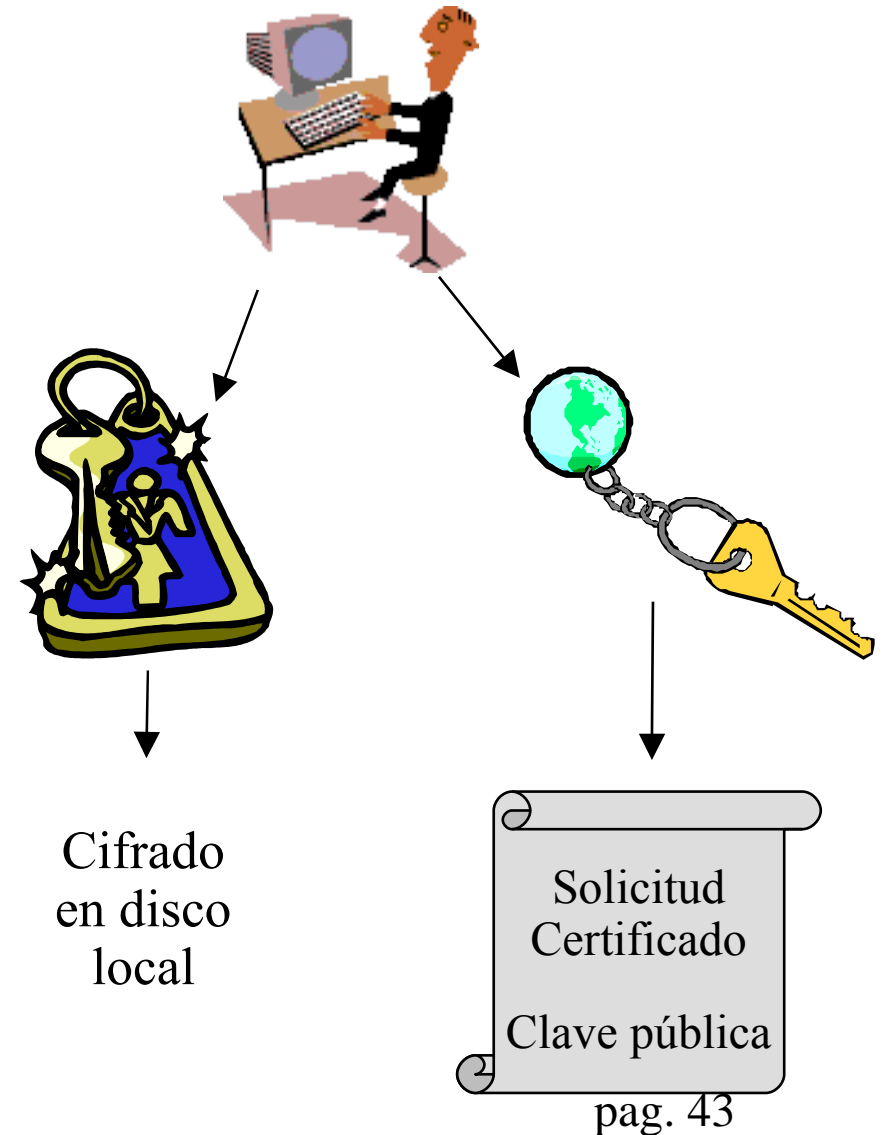 Cifrado
en disco
local
Solicitud
Certificado
Clave pública
pag. 43